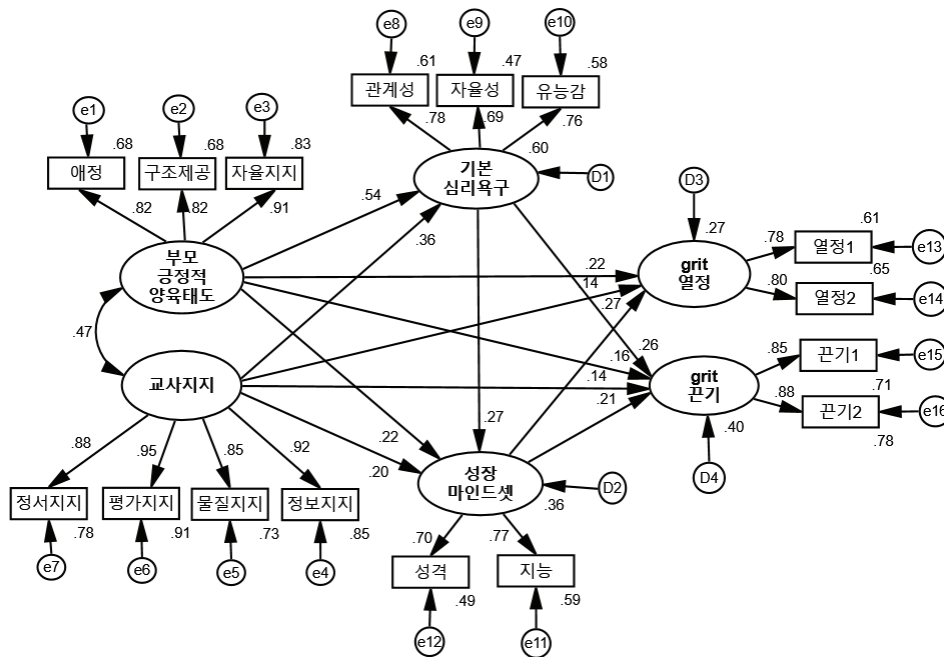 e8
e9
e10
.61
.47
.58
관계성
자율성
유능감
e1
e2
e3
.78
.69
.76
.68
.68
.83
애정
구조제공
자율지지
.60
기본
심리욕구
D1
D3
.82
.82
.91
.54
.36
부모
긍정적
양육태도
.27
.61
.78
열정1
e13
grit
열정
.22
.14
.27
.65
.80
열정2
e14
.47
.26
.16
.85
끈기1
e15
교사지지
.14
grit
끈기
.21
.71
.88
끈기2
e16
.40
.78
.88
.95
.85
.92
.22
.27
.20
성장
마인드셋
D2
D4
.36
정서지지
평가지지
물질지지
정보지지
.78
.91
.73
.85
e7
e6
e5
e4
.70
.77
성격
지능
.49
.59
e12
e11